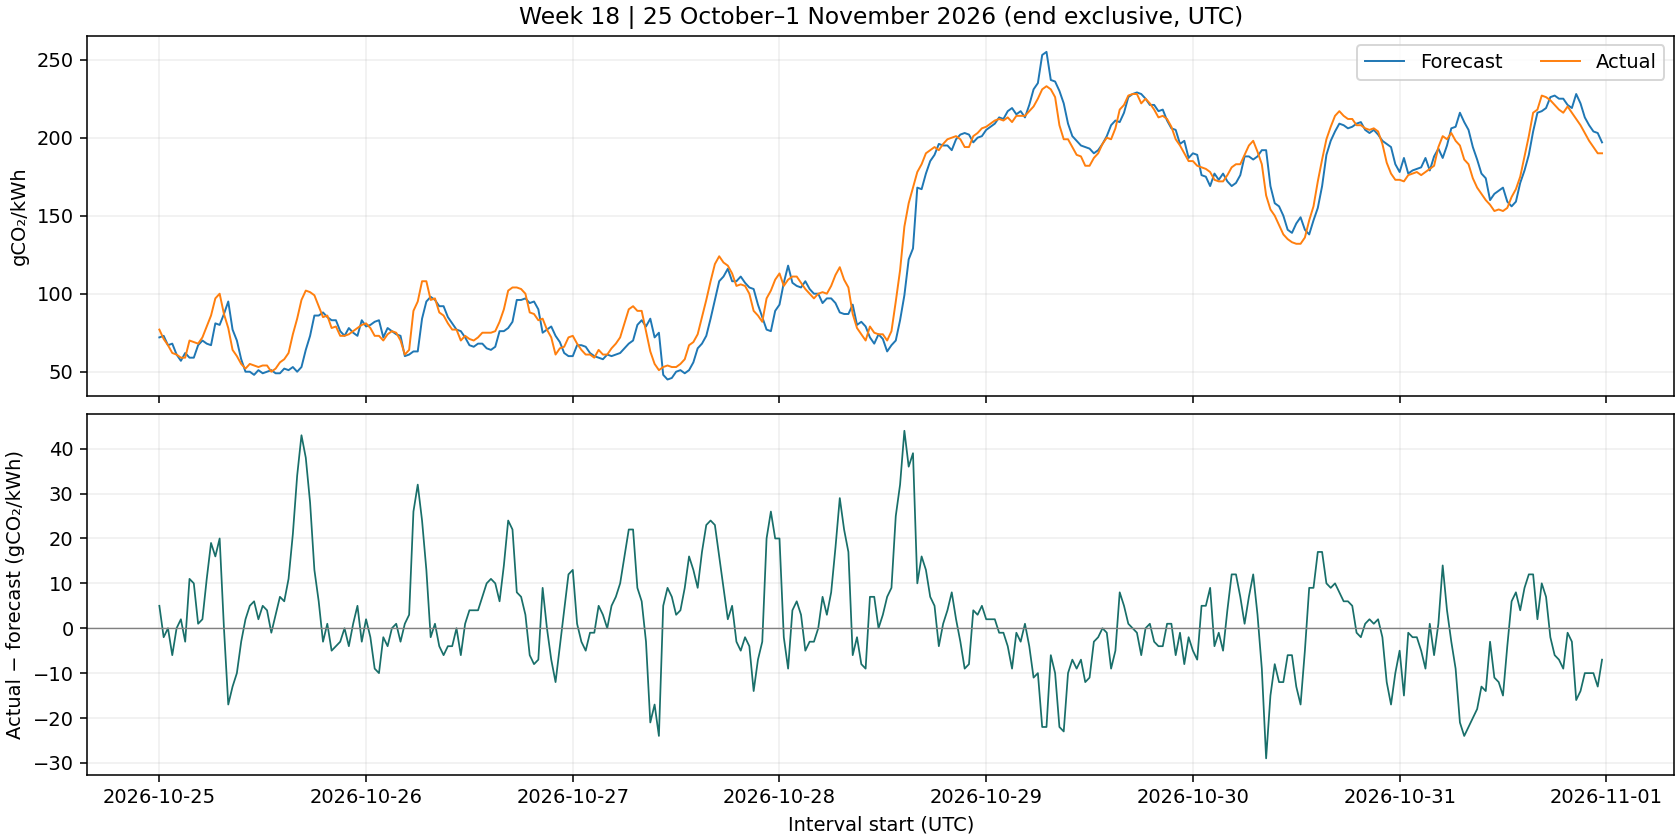 Week 18 | 25 October–1 November 2026 (end exclusive, UTC)
Forecast Actual
gCO₂/kWh
250
200
150
100
50
Actual − forecast (gCO₂/kWh)
40
30
20
10
0
−10
−20
−30
2026-10-25 2026-10-26 2026-10-27 2026-10-28 2026-10-29 2026-10-30 2026-10-31 2026-11-01
Interval start (UTC)